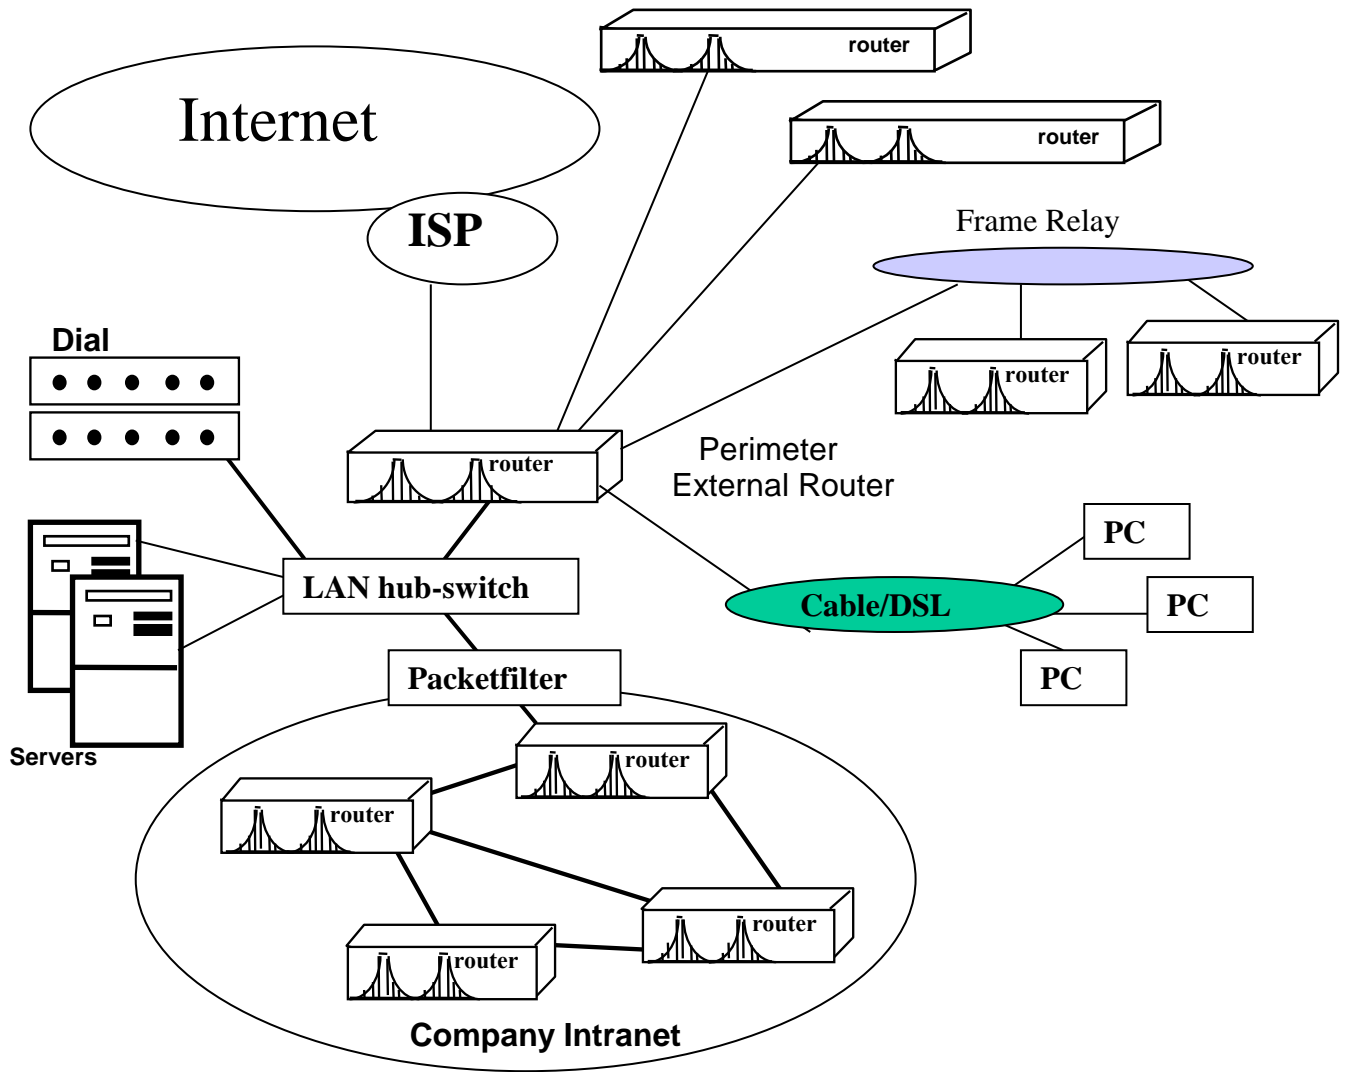 router
Internet
router
Frame Relay
ISP
Dial
router
router
Perimeter
External Router
router
PC
LAN hub-switch
Cable/DSL
PC
Packetfilter
PC
Servers
router
router
router
router
Company Intranet